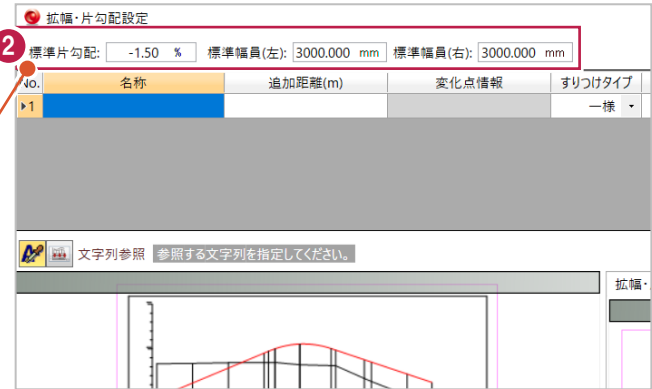 拡幅・片勾配設定
2
標準片勾配: -1.50 % 標準幅員(左): 3000.000 mm 標準幅員(右): 3000.000 mm
No. 名称 追加距離(m) 変化点情報 すりつけタイプ
1 一様
文字列参照 参照する文字列を指定してください。
拡幅・